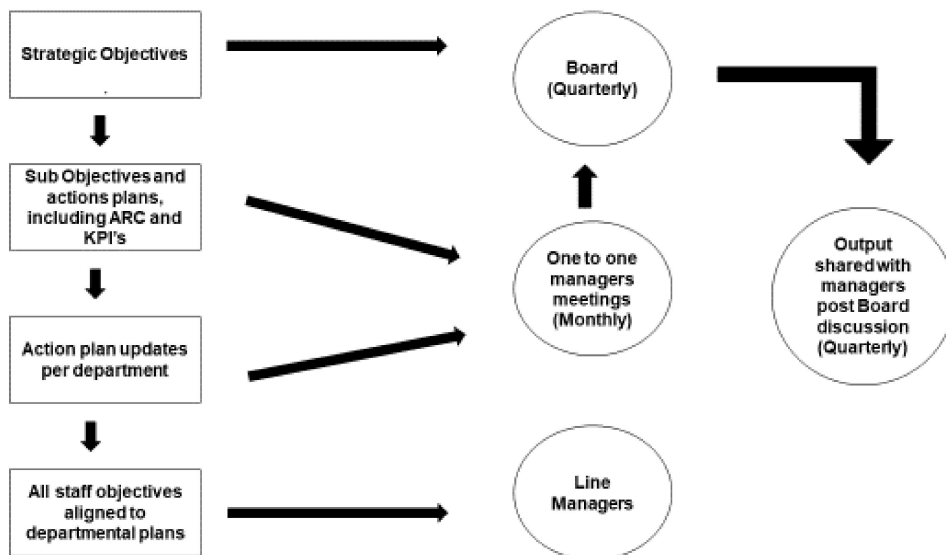 Strategic Objectives
.
Sub Objectives and
actions plans,
including ARC and
KPI's
Action plan updates
per department
All staff objectives
aligned to
departmental plans
Board
(Quarterly)
One to one
managers
meetings
(Monthly)
Line
Managers
Output
shared with
managers
post Board
discussion
(Quarterly)